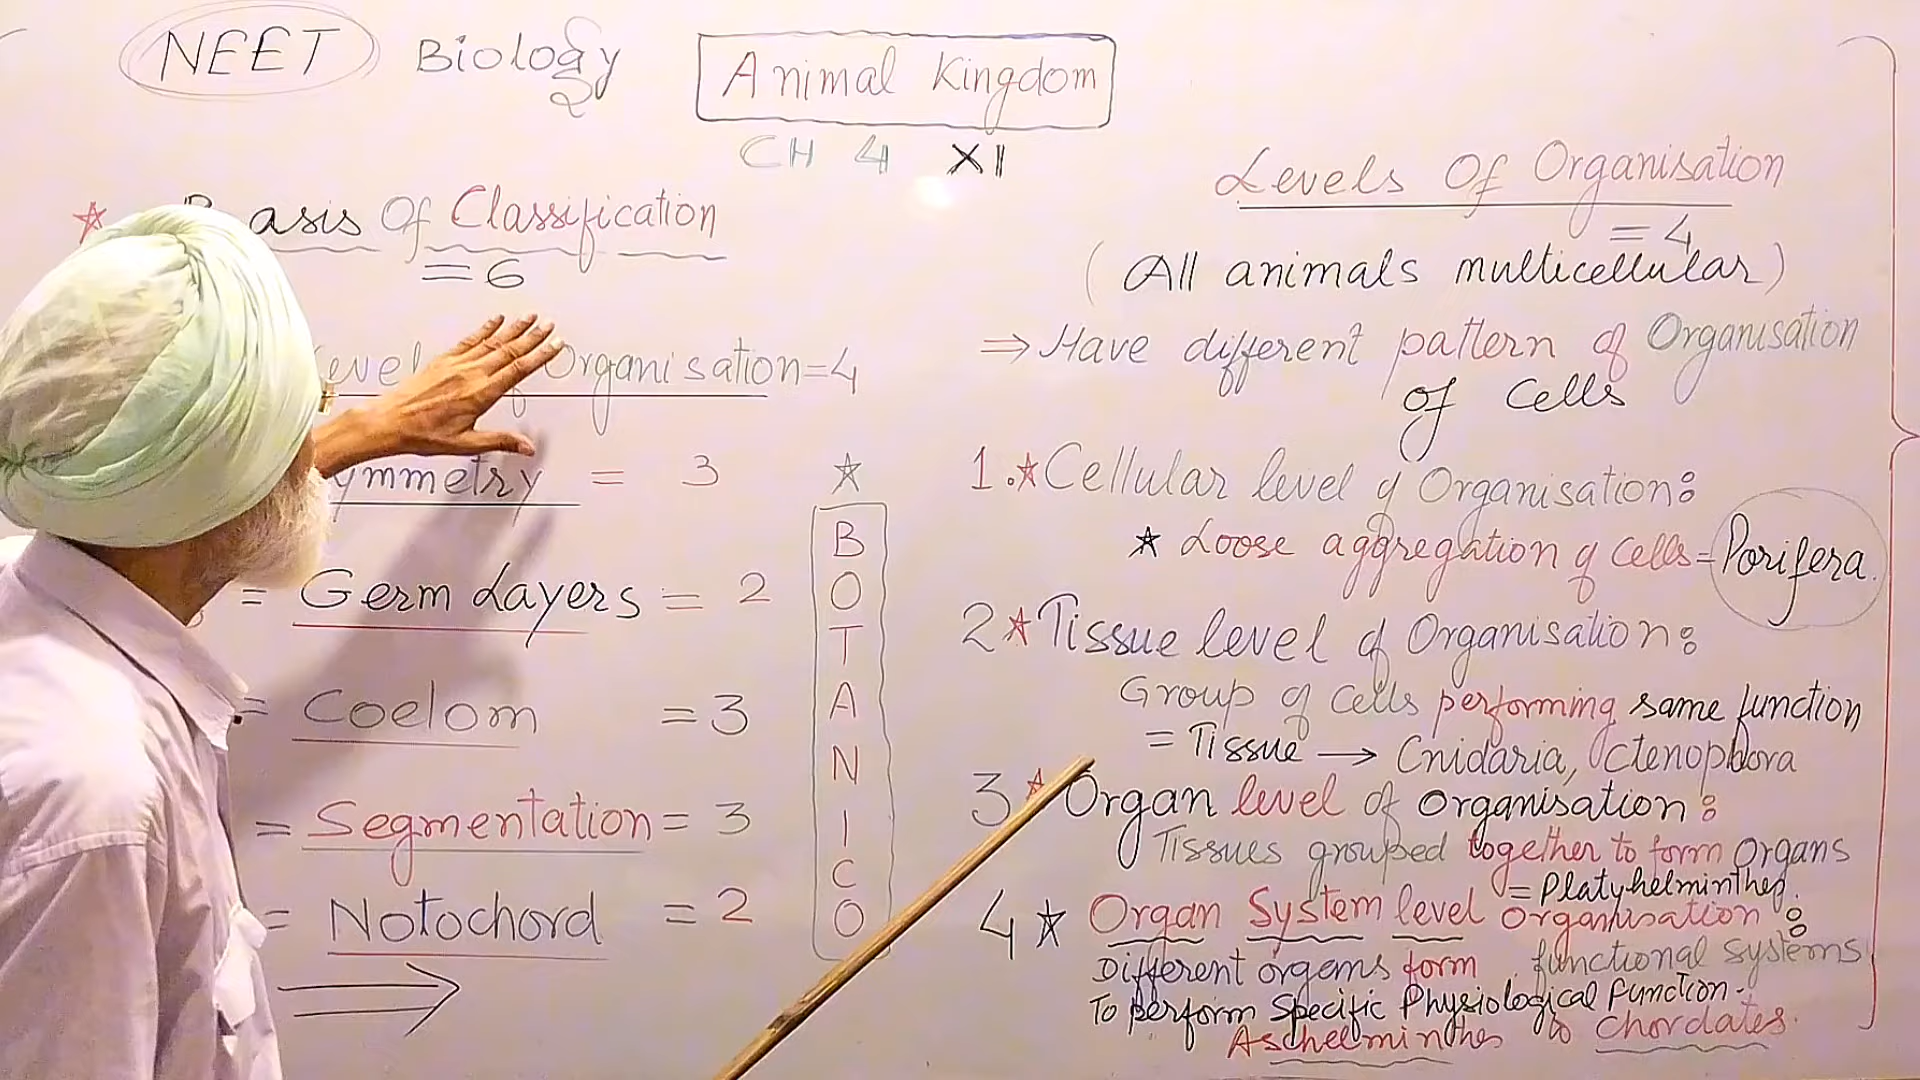 NEET Biology
Animal Kingdom
CH 4 XI
asis Of Classification
= 6
evel Organisation=4
ymmetry = 3
= Germ Layers = 2
= Coelom = 3
= Segmentation = 3
= Notochord = 2
BOTANICO
Levels Of Organisation
= 4
(All animals multicellular)
⇒ Have different pattern of Organisation
of Cells
1.★Cellular level of Organisation:
★ Loose aggregation of cells = Porifera.
2★Tissue level of Organisation:
Group of cells performing same function
= Tissue → Cnidaria, Ctenophora
3★Organ level of Organisation:
Tissues grouped together to form organs
= Platyhelminthes.
4★ Organ System level Organisation:
Different organs form functional systems
To perform Specific Physiological Function.
Aschelminthes to Chordates.